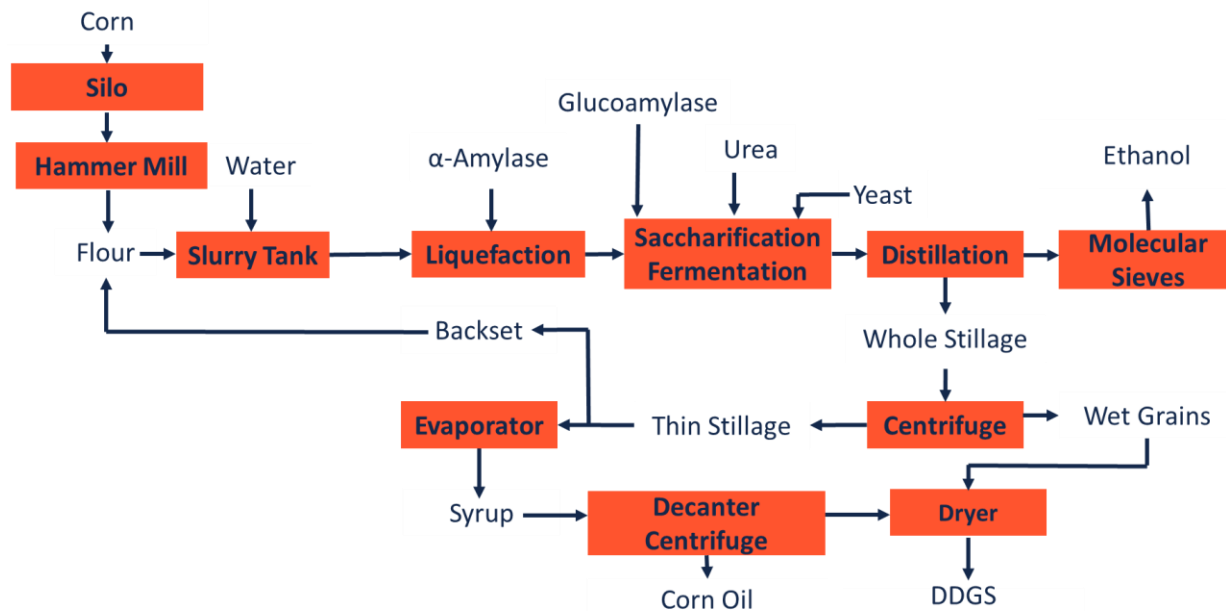 Corn
Silo
Glucoamylase
Hammer Mill
Water
α-Amylase
Urea
Ethanol
Yeast
Flour
Slurry Tank
Liquefaction
Saccharification
Fermentation
Distillation
Molecular
Sieves
Backset
Whole Stillage
Evaporator
Thin Stillage
Centrifuge
Wet Grains
Syrup
Decanter
Centrifuge
Dryer
Corn Oil
DDGS